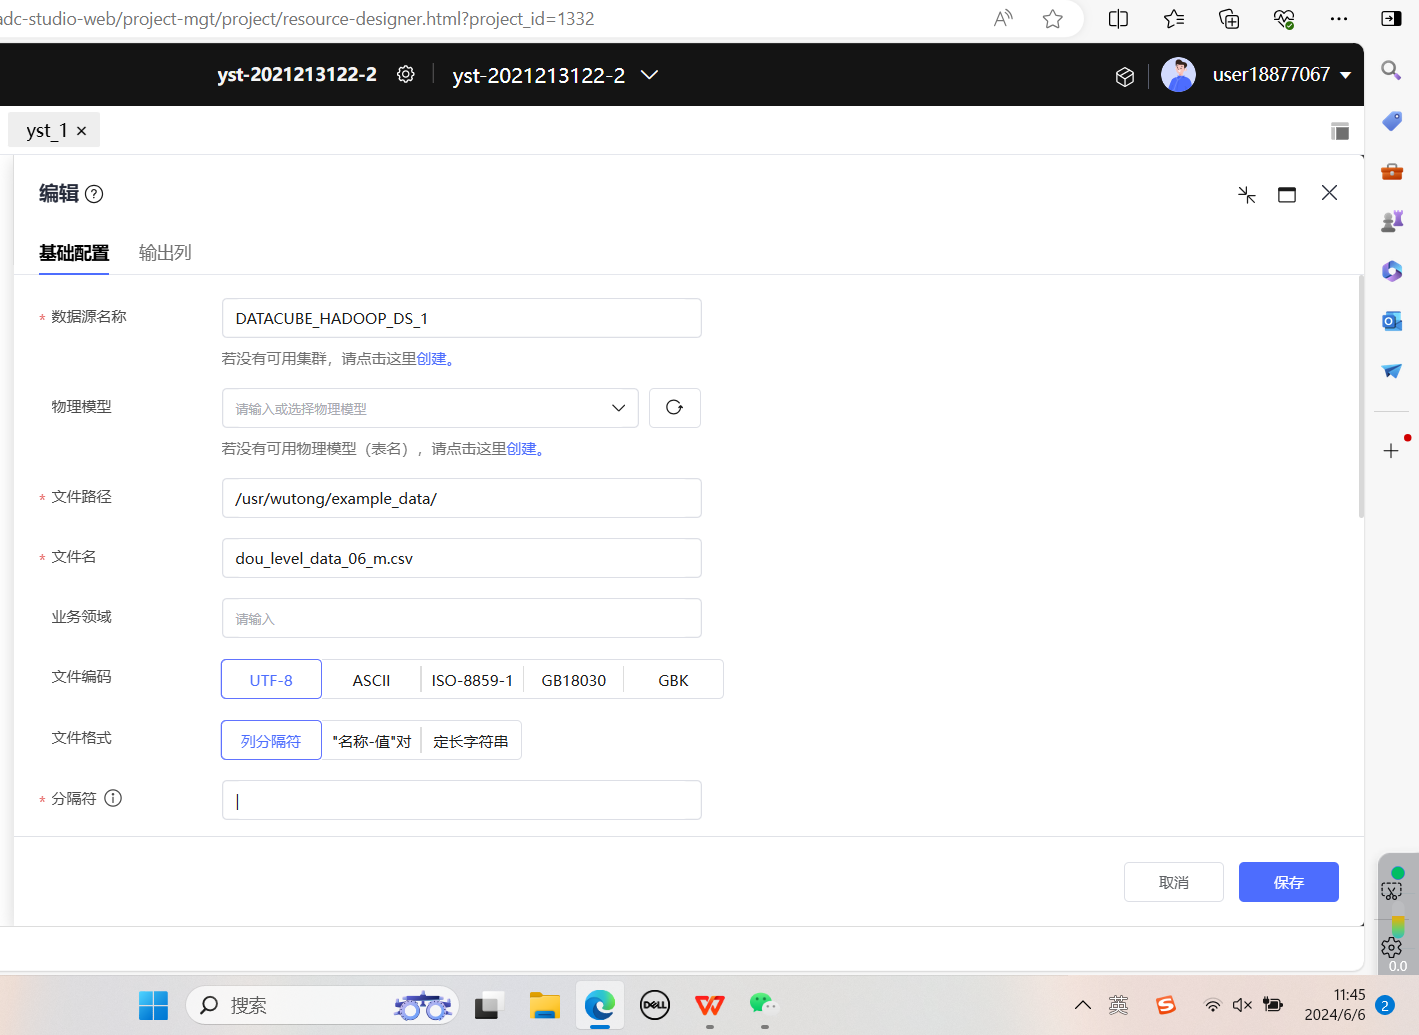 adc-studio-web/project-mgt/project/resource-designer.html?project_id=1332
yst-2021213122-2
yst-2021213122-2
user18877067
yst_1
编辑
基础配置
输出列
* 数据源名称
DATACUBE_HADOOP_DS_1
若没有可用集群，请点击这里创建。
物理模型
请输入或选择物理模型
若没有可用物理模型（表名），请点击这里创建。
* 文件路径
/usr/wutong/example_data/
* 文件名
dou_level_data_06_m.csv
业务领域
请输入
文件编码
UTF-8
ASCII
ISO-8859-1
GB18030
GBK
文件格式
列分隔符
"名称-值"对
定长字符串
* 分隔符
|
取消
保存
0.0
搜索
DELL
英
11:45
2024/6/6
2